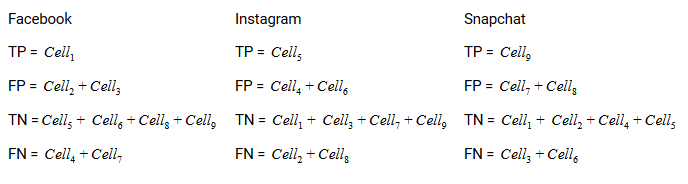 Facebook Instagram Snapchat
TP = Cell₁ TP = Cell₅ TP = Cell₉
FP = Cell₂ + Cell₃ FP = Cell₄ + Cell₆ FP = Cell₇ + Cell₈
TN = Cell₅ + Cell₆ + Cell₈ + Cell₉ TN = Cell₁ + Cell₃ + Cell₇ + Cell₉ TN = Cell₁ + Cell₂ + Cell₄ + Cell₅
FN = Cell₄ + Cell₇ FN = Cell₂ + Cell₈ FN = Cell₃ + Cell₆